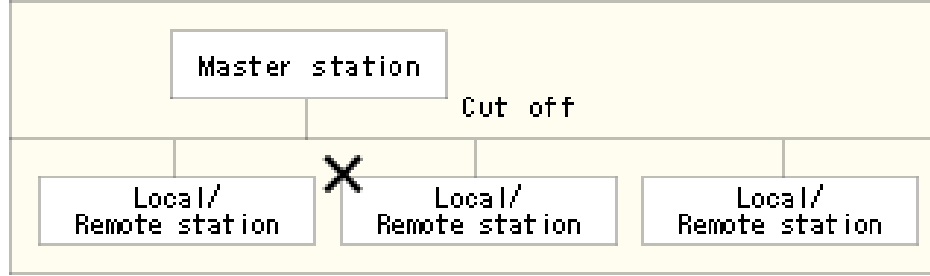 Master station
Cut off
Local/
Remote station
Local/
Remote station
Local/
Remote station